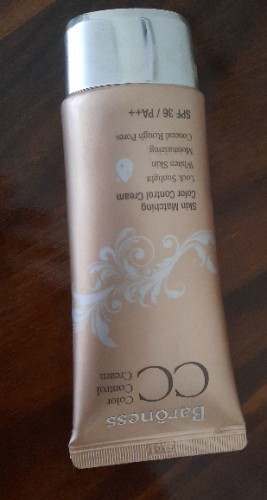 Barőness
CC
Color
Control
Cream
Skin Matching
Color Control Cream
Lock Sunlight
Whiten Skin
Moisturizing
Conceal Rough Pores
SPF 36 / PA++